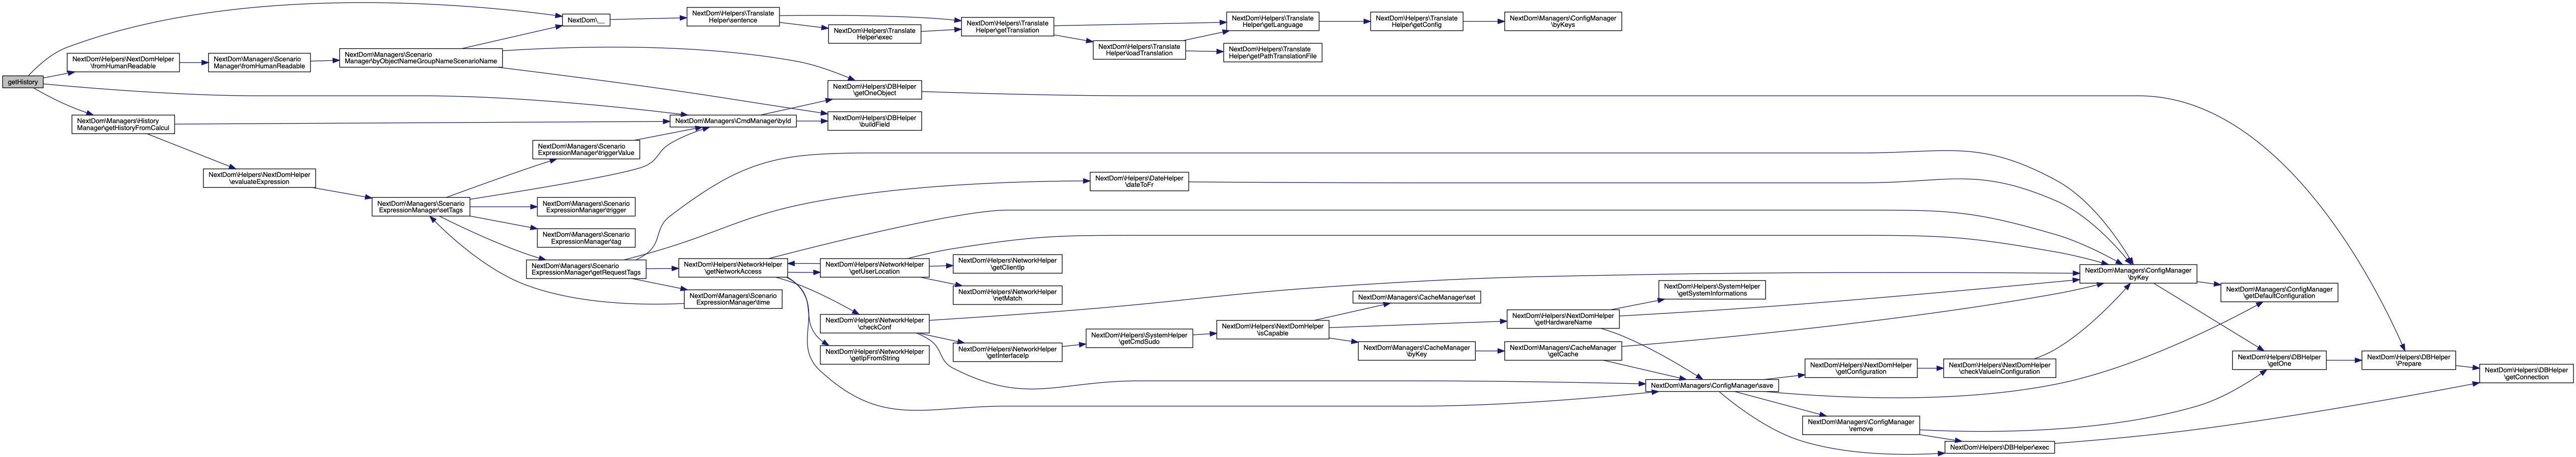 getHistory
NextDom\Helpers\NextDomHelper
\fromHumanReadable
NextDom\Managers\Scenario
Manager\fromHumanReadable
NextDom\Managers\Scenario
Manager\byObjectNameGroupNameScenarioName
NextDom\__
NextDom\Helpers\Translate
Helper\sentence
NextDom\Helpers\Translate
Helper\exec
NextDom\Helpers\Translate
Helper\getTranslation
NextDom\Helpers\Translate
Helper\loadTranslation
NextDom\Helpers\Translate
Helper\getLanguage
NextDom\Helpers\Translate
Helper\getPathTranslationFile
NextDom\Helpers\Translate
Helper\getConfig
NextDom\Managers\ConfigManager
\byKeys
NextDom\Helpers\DBHelper
\getOneObject
NextDom\Helpers\DBHelper
\buildField
NextDom\Managers\History
Manager\getHistoryFromCalcul
NextDom\Managers\CmdManager\byId
NextDom\Helpers\NextDomHelper
\evaluateExpression
NextDom\Managers\Scenario
ExpressionManager\setTags
NextDom\Managers\Scenario
ExpressionManager\triggerValue
NextDom\Managers\Scenario
ExpressionManager\trigger
NextDom\Managers\Scenario
ExpressionManager\tag
NextDom\Managers\Scenario
ExpressionManager\getRequestTags
NextDom\Managers\Scenario
ExpressionManager\time
NextDom\Helpers\DateHelper
\dateToFr
NextDom\Helpers\NetworkHelper
\getNetworkAccess
NextDom\Helpers\NetworkHelper
\getUserLocation
NextDom\Helpers\NetworkHelper
\getClientIp
NextDom\Helpers\NetworkHelper
\netMatch
NextDom\Helpers\NetworkHelper
\checkConf
NextDom\Helpers\NetworkHelper
\getIpFromString
NextDom\Helpers\NetworkHelper
\getInterfaceIp
NextDom\Helpers\SystemHelper
\getCmdSudo
NextDom\Helpers\NextDomHelper
\isCapable
NextDom\Managers\CacheManager\set
NextDom\Managers\CacheManager
\byKey
NextDom\Helpers\NextDomHelper
\getHardwareName
NextDom\Managers\CacheManager
\getCache
NextDom\Helpers\SystemHelper
\getSystemInformations
NextDom\Managers\ConfigManager\save
NextDom\Helpers\NextDomHelper
\getConfiguration
NextDom\Helpers\NextDomHelper
\checkValueInConfiguration
NextDom\Managers\ConfigManager
\remove
NextDom\Helpers\DBHelper\exec
NextDom\Managers\ConfigManager
\byKey
NextDom\Managers\ConfigManager
\getDefaultConfiguration
NextDom\Helpers\DBHelper
\getOne
NextDom\Helpers\DBHelper
\Prepare
NextDom\Helpers\DBHelper
\getConnection